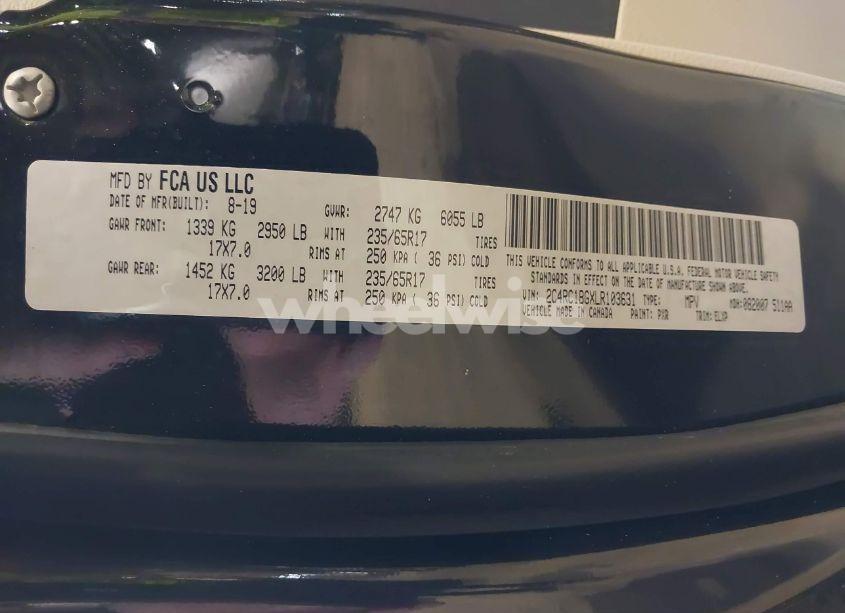 MFD BY FCA US LLC
DATE OF MFR(BUILT): 8-19 GVWR: 2747 KG 6055 LB
GAWR FRONT: 1339 KG 2950 LB WITH 235/65R17 TIRES
17X7.0 RIMS AT 250 KPA ( 36 PSI) COLD
GAWR REAR: 1452 KG 3200 LB WITH 235/65R17 TIRES
17X7.0 RIMS AT 250 KPA ( 36 PSI) COLD
THIS VEHICLE CONFORMS TO ALL APPLICABLE U.S.A. FEDERAL MOTOR VEHICLE SAFETY
STANDARDS IN EFFECT ON THE DATE OF MANUFACTURE SHOWN ABOVE.
VIN: 2C4RC1BGXLR103631 TYPE: MPV MDH:082007 511AA
VEHICLE MADE IN CANADA PAINT: PXR TRIM: ELXP
wheelwise